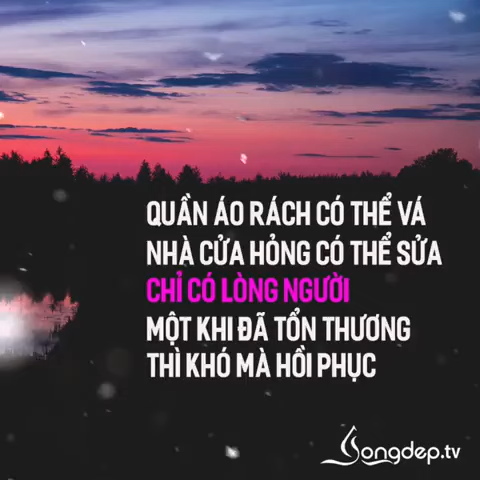 QUẦN ÁO RÁCH CÓ THỂ VÁ
NHÀ CỬA HỎNG CÓ THỂ SỬA
CHỈ CÓ LÒNG NGƯỜI
MỘT KHI ĐÃ TỔN THƯƠNG
THÌ KHÓ MÀ HỒI PHỤC
Songdep.tv